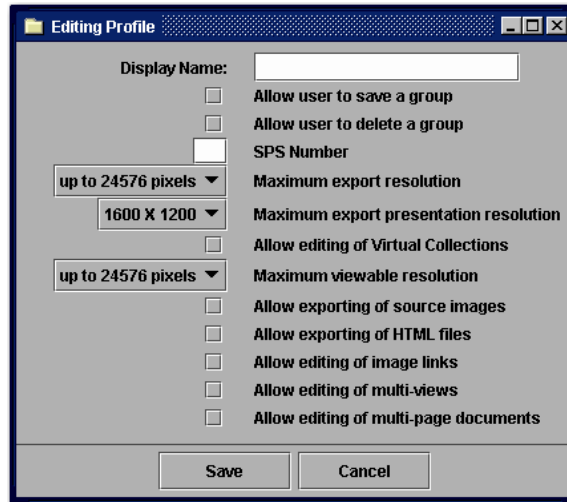 Editing Profile
Display Name:
Allow user to save a group
Allow user to delete a group
SPS Number
up to 24576 pixels Maximum export resolution
1600 X 1200 Maximum export presentation resolution
Allow editing of Virtual Collections
up to 24576 pixels Maximum viewable resolution
Allow exporting of source images
Allow exporting of HTML files
Allow editing of image links
Allow editing of multi-views
Allow editing of multi-page documents
Save Cancel